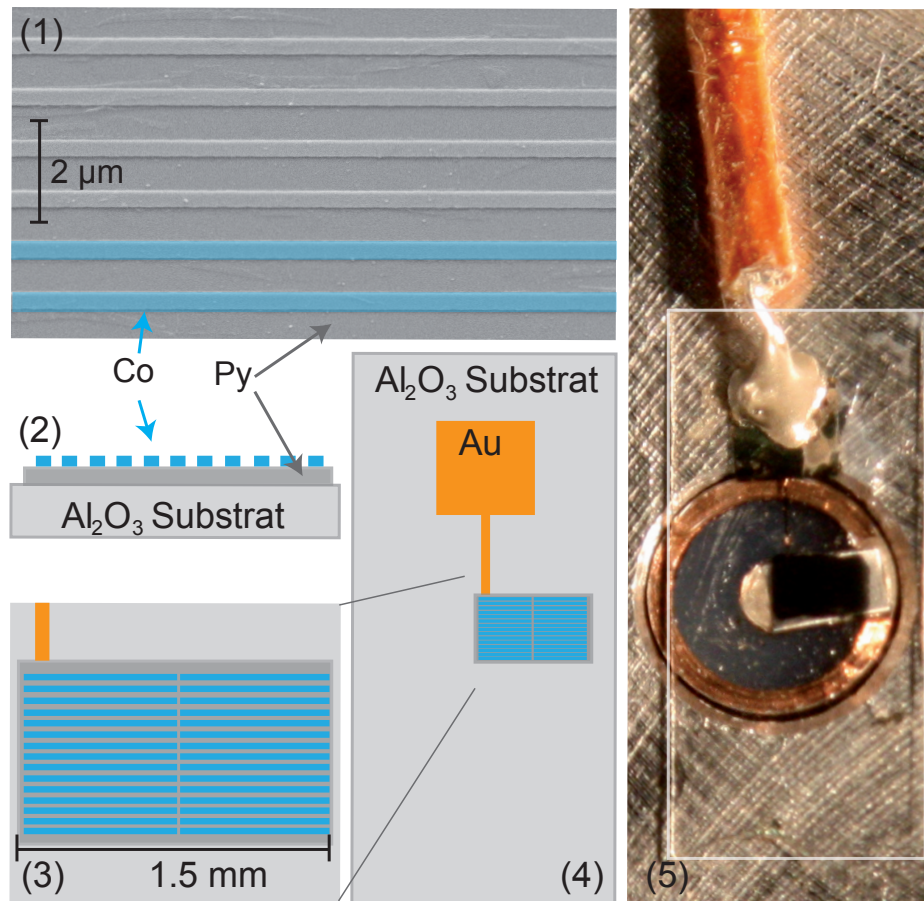 (1)
2 µm
Co
Py
(2)
Al₂O₃ Substrat
(3)
1.5 mm
Al₂O₃ Substrat
Au
(4)
(5)